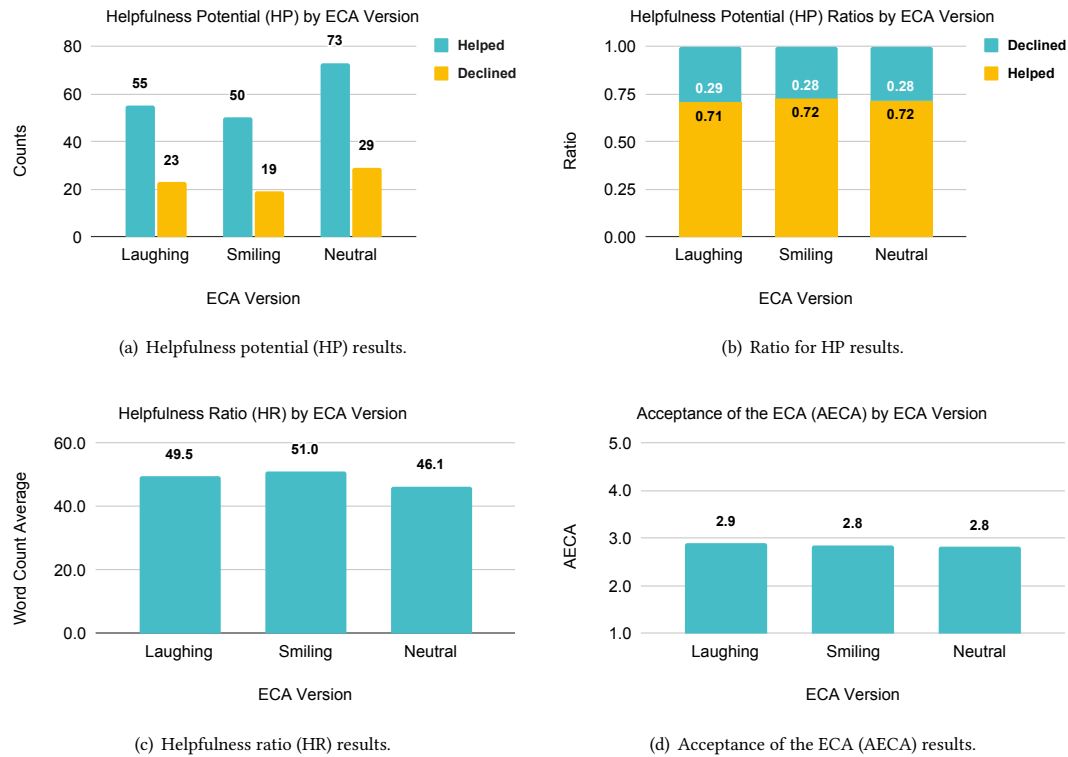 Helpfulness Potential (HP) by ECA Version
80
60
40
20
0
Counts
55
23
50
19
73
29
Laughing
Smiling
Neutral
ECA Version
Helped
Declined
(a) Helpfulness potential (HP) results.
Helpfulness Potential (HP) Ratios by ECA Version
1.00
0.75
0.50
0.25
0.00
Ratio
0.29
0.71
0.28
0.72
0.28
0.72
Laughing
Smiling
Neutral
ECA Version
Declined
Helped
(b) Ratio for HP results.
Helpfulness Ratio (HR) by ECA Version
60.0
40.0
20.0
0.0
Word Count Average
49.5
51.0
46.1
Laughing
Smiling
Neutral
ECA Version
(c) Helpfulness ratio (HR) results.
Acceptance of the ECA (AECA) by ECA Version
5.0
4.0
3.0
2.0
1.0
AECA
2.9
2.8
2.8
Laughing
Smiling
Neutral
ECA Version
(d) Acceptance of the ECA (AECA) results.